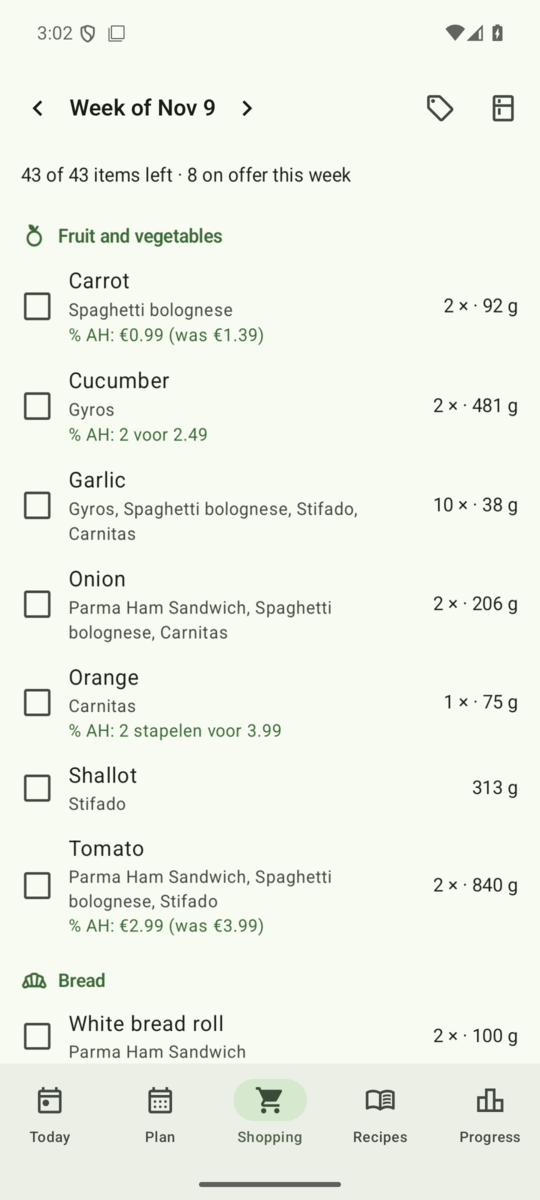 3:02
Week of Nov 9
43 of 43 items left · 8 on offer this week
Fruit and vegetables
Carrot
Spaghetti bolognese
% AH: €0.99 (was €1.39)
2 × · 92 g
Cucumber
Gyros
% AH: 2 voor 2.49
2 × · 481 g
Garlic
Gyros, Spaghetti bolognese, Stifado,
Carnitas
10 × · 38 g
Onion
Parma Ham Sandwich, Spaghetti
bolognese, Carnitas
2 × · 206 g
Orange
Carnitas
% AH: 2 stapelen voor 3.99
1 × · 75 g
Shallot
Stifado
313 g
Tomato
Parma Ham Sandwich, Spaghetti
bolognese, Stifado
% AH: €2.99 (was €3.99)
2 × · 840 g
Bread
White bread roll
Parma Ham Sandwich
2 × · 100 g
Today
Plan
Shopping
Recipes
Progress